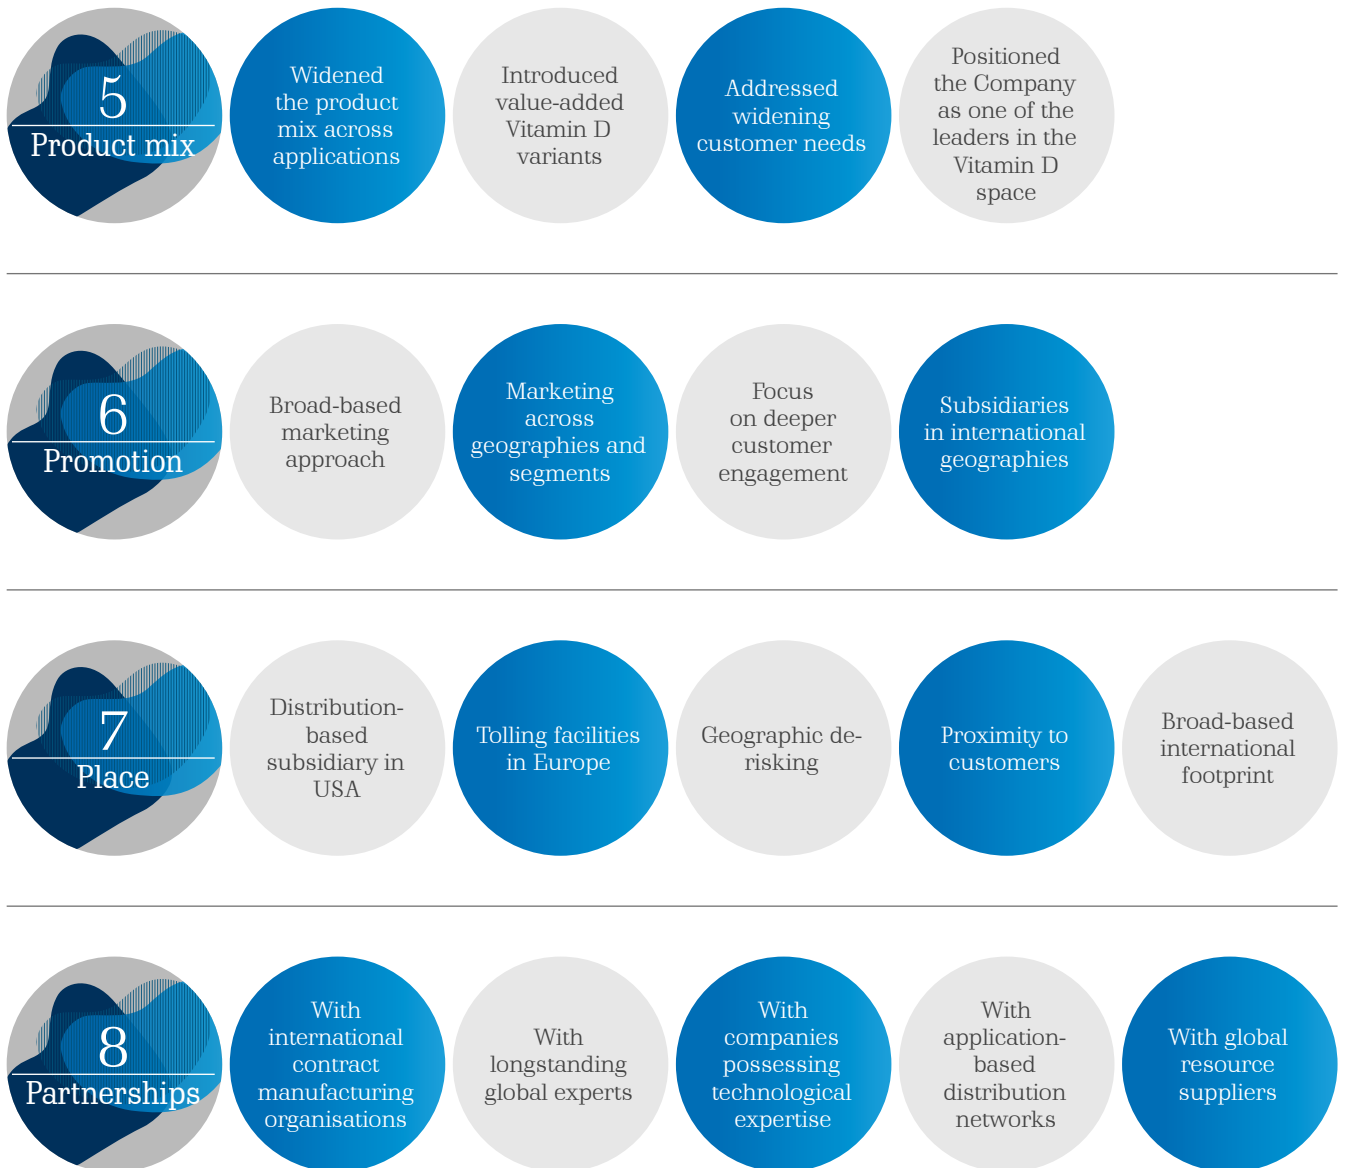 5
Product mix
Widened
the product
mix across
applications
Introduced
value-added
Vitamin D
variants
Addressed
widening
customer needs
Positioned
the Company
as one of the
leaders in the
Vitamin D
space
6
Promotion
Broad-based
marketing
approach
Marketing
across
geographies and
segments
Focus
on deeper
customer
engagement
Subsidiaries
in international
geographies
7
Place
Distribution-
based
subsidiary in
USA
Tolling facilities
in Europe
Geographic de-
risking
Proximity to
customers
Broad-based
international
footprint
8
Partnerships
With
international
contract
manufacturing
organisations
With
longstanding
global experts
With
companies
possessing
technological
expertise
With
application-
based
distribution
networks
With global
resource
suppliers